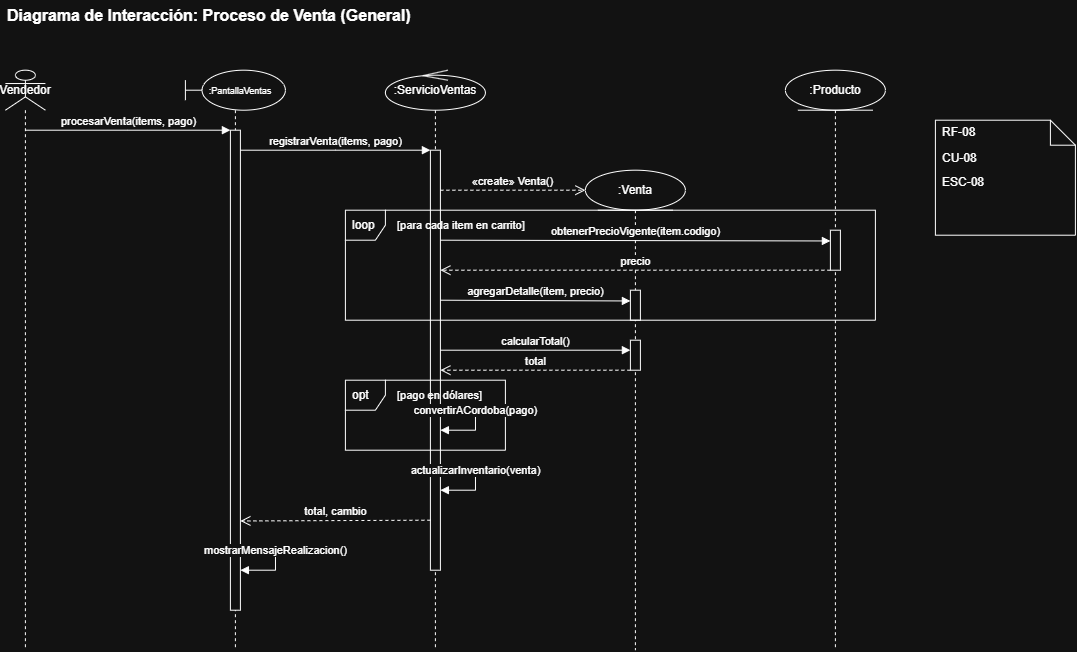 Diagrama de Interacción: Proceso de Venta (General)
Vendedor
:PantallaVentas
:ServicioVentas
:Producto
procesarVenta(items, pago)
RF-08
registrarVenta(items, pago)
CU-08
«create» Venta()
:Venta
ESC-08
loop
[para cada item en carrito]
obtenerPrecioVigente(item.codigo)
precio
agregarDetalle(item, precio)
calcularTotal()
total
opt
[pago en dólares]
convertirACordoba(pago)
actualizarInventario(venta)
total, cambio
mostrarMensajeRealizacion()